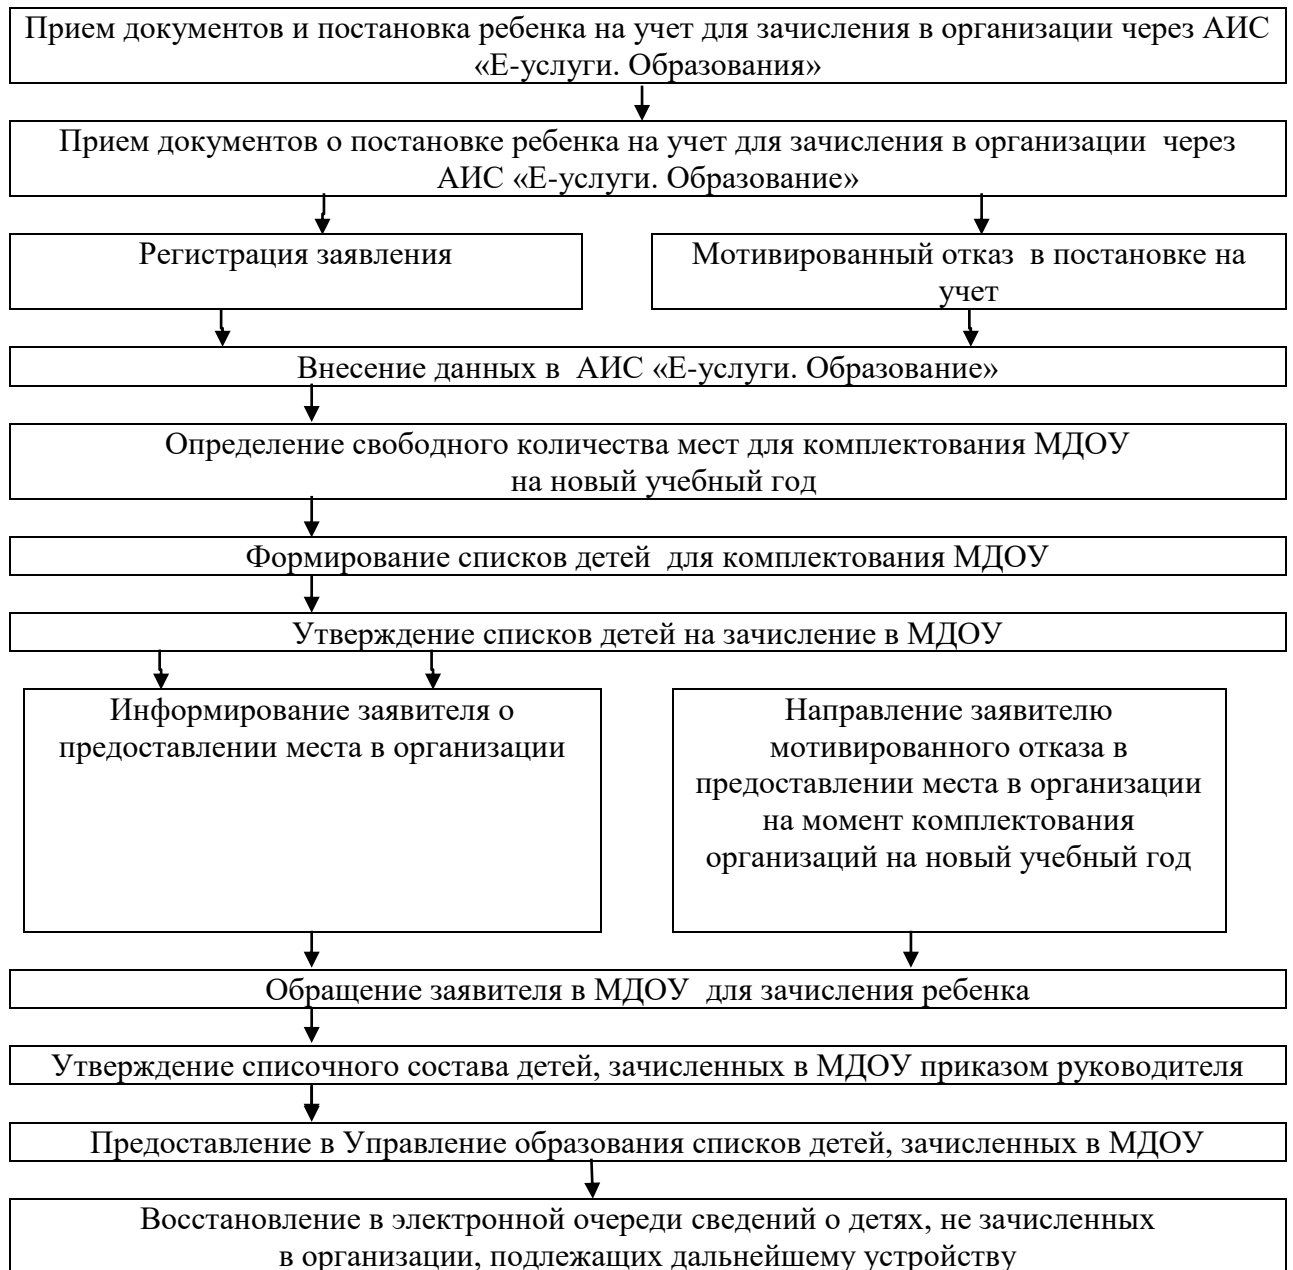 Прием документов и постановка ребенка на учет для зачисления в организации через АИС
«Е-услуги. Образования»
Прием документов о постановке ребенка на учет для зачисления в организации через
АИС «Е-услуги. Образование»
Регистрация заявления
Мотивированный отказ в постановке на
учет
Внесение данных в АИС «Е-услуги. Образование»
Определение свободного количества мест для комплектования МДОУ
на новый учебный год
Формирование списков детей для комплектования МДОУ
Утверждение списков детей на зачисление в МДОУ
Информирование заявителя о
предоставлении места в организации
Направление заявителю
мотивированного отказа в
предоставлении места в организации
на момент комплектования
организаций на новый учебный год
Обращение заявителя в МДОУ для зачисления ребенка
Утверждение списочного состава детей, зачисленных в МДОУ приказом руководителя
Предоставление в Управление образования списков детей, зачисленных в МДОУ
Восстановление в электронной очереди сведений о детях, не зачисленных
в организации, подлежащих дальнейшему устройству